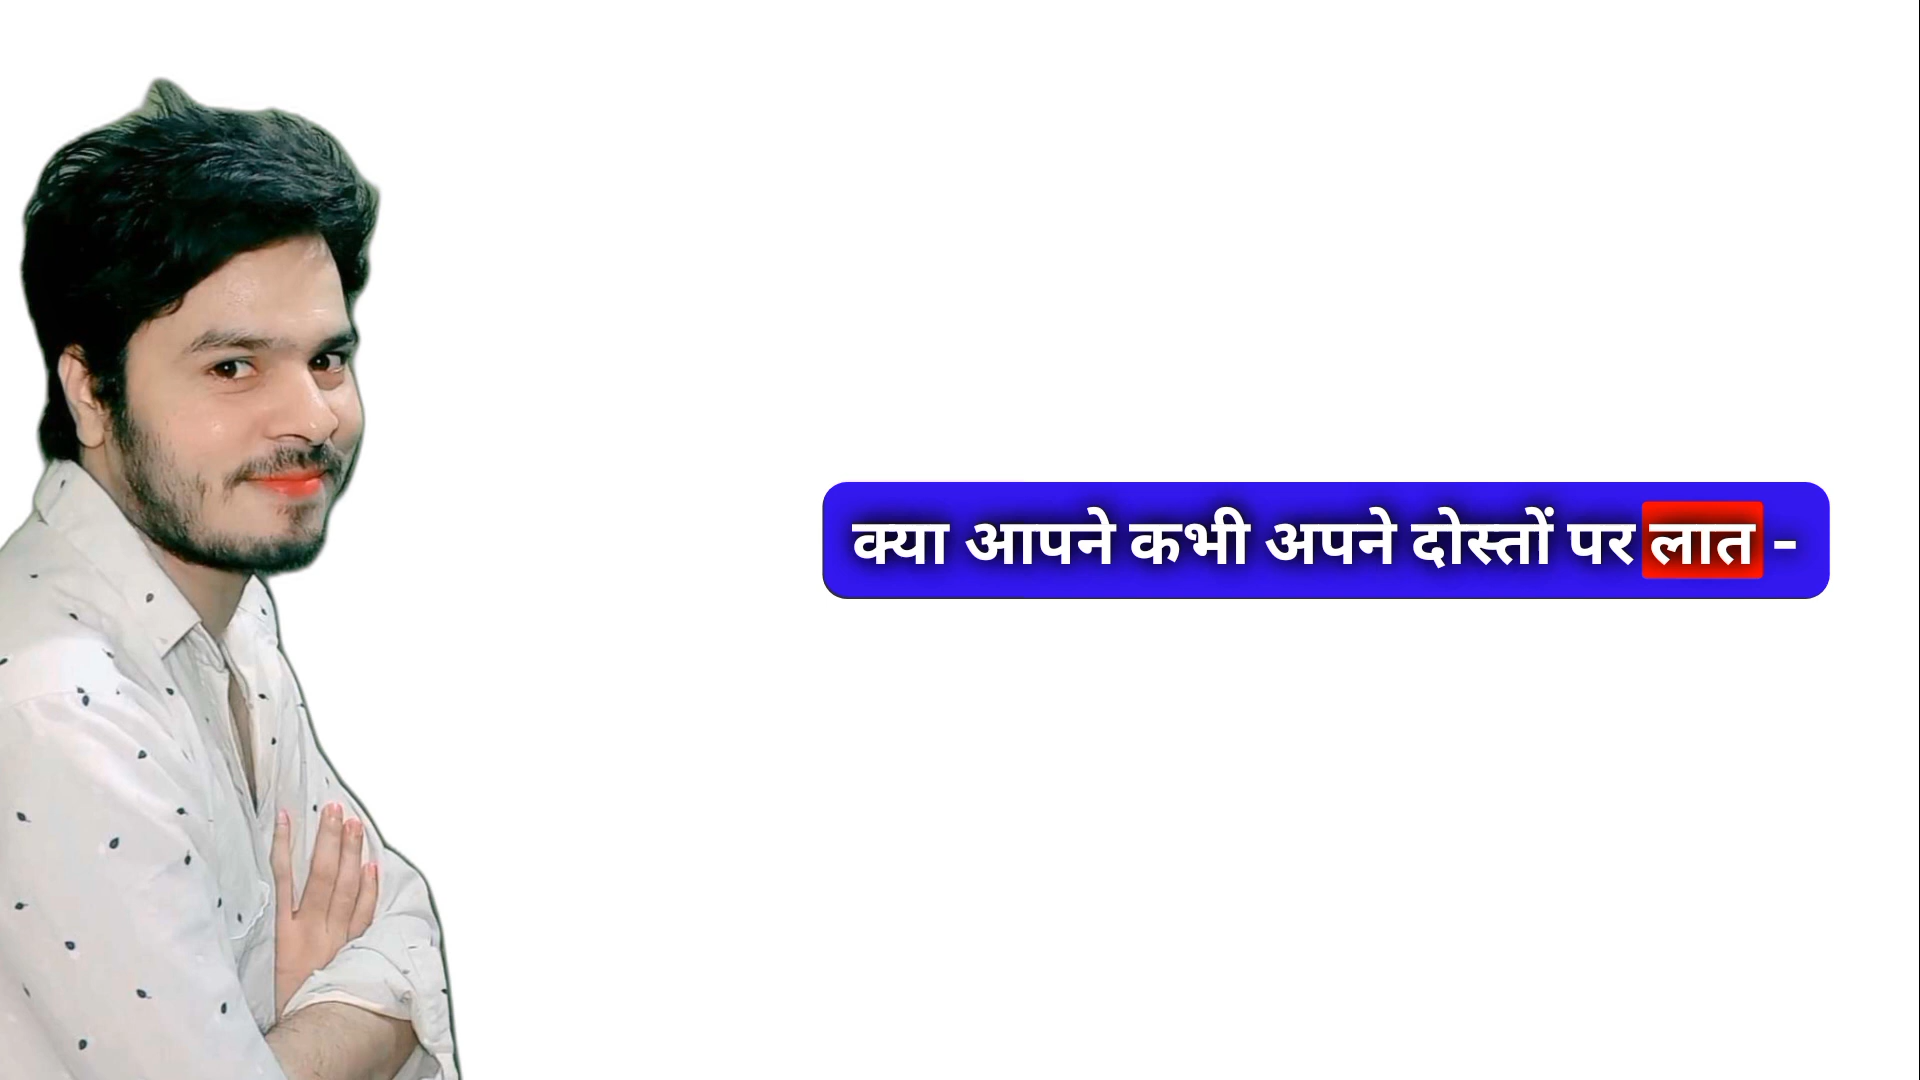 क्या आपने कभी अपने दोस्तों पर लात -